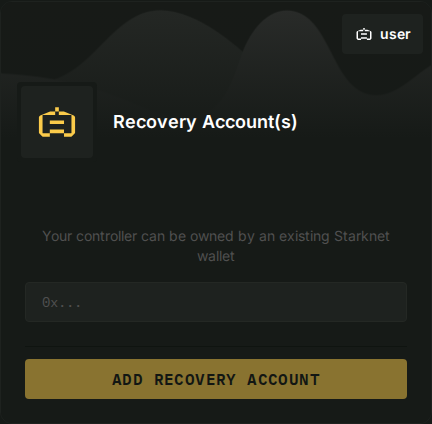 user
Recovery Account(s)
Your controller can be owned by an existing Starknet
wallet
0x...
ADD RECOVERY ACCOUNT